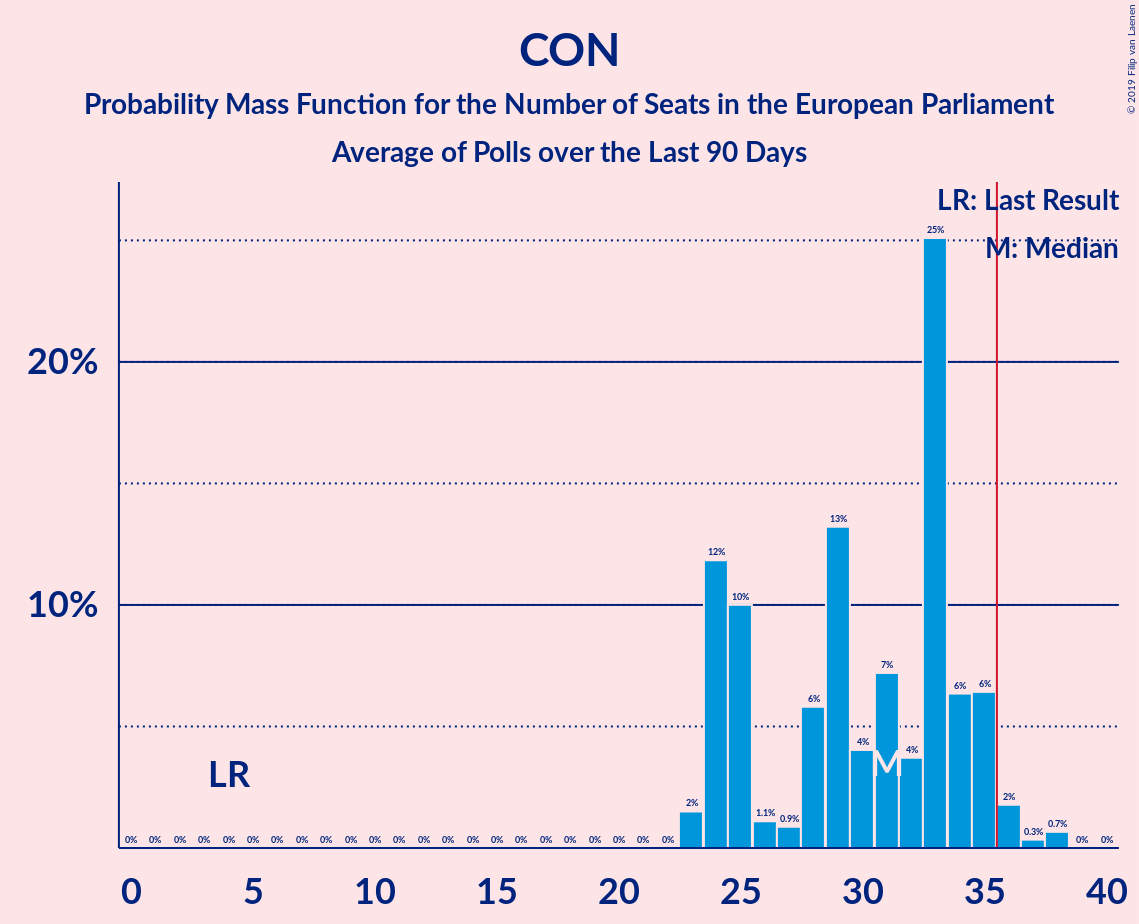 CON
Probability Mass Function for the Number of Seats in the European Parliament
Average of Polls over the Last 90 Days
© 2019 Filip van Laenen
LR: Last Result
M: Median
25%
20%
13%
12%
10%
10%
7%
6%
6%
6%
4%
4%
M
LR
2%
1.1%
0.9%
2%
0.3%
0.7%
0% 0% 0% 0% 0% 0% 0% 0% 0% 0% 0% 0% 0% 0% 0% 0% 0% 0% 0% 0% 0% 0% 0% 0% 0%
0 5 10 15 20 25 30 35 40